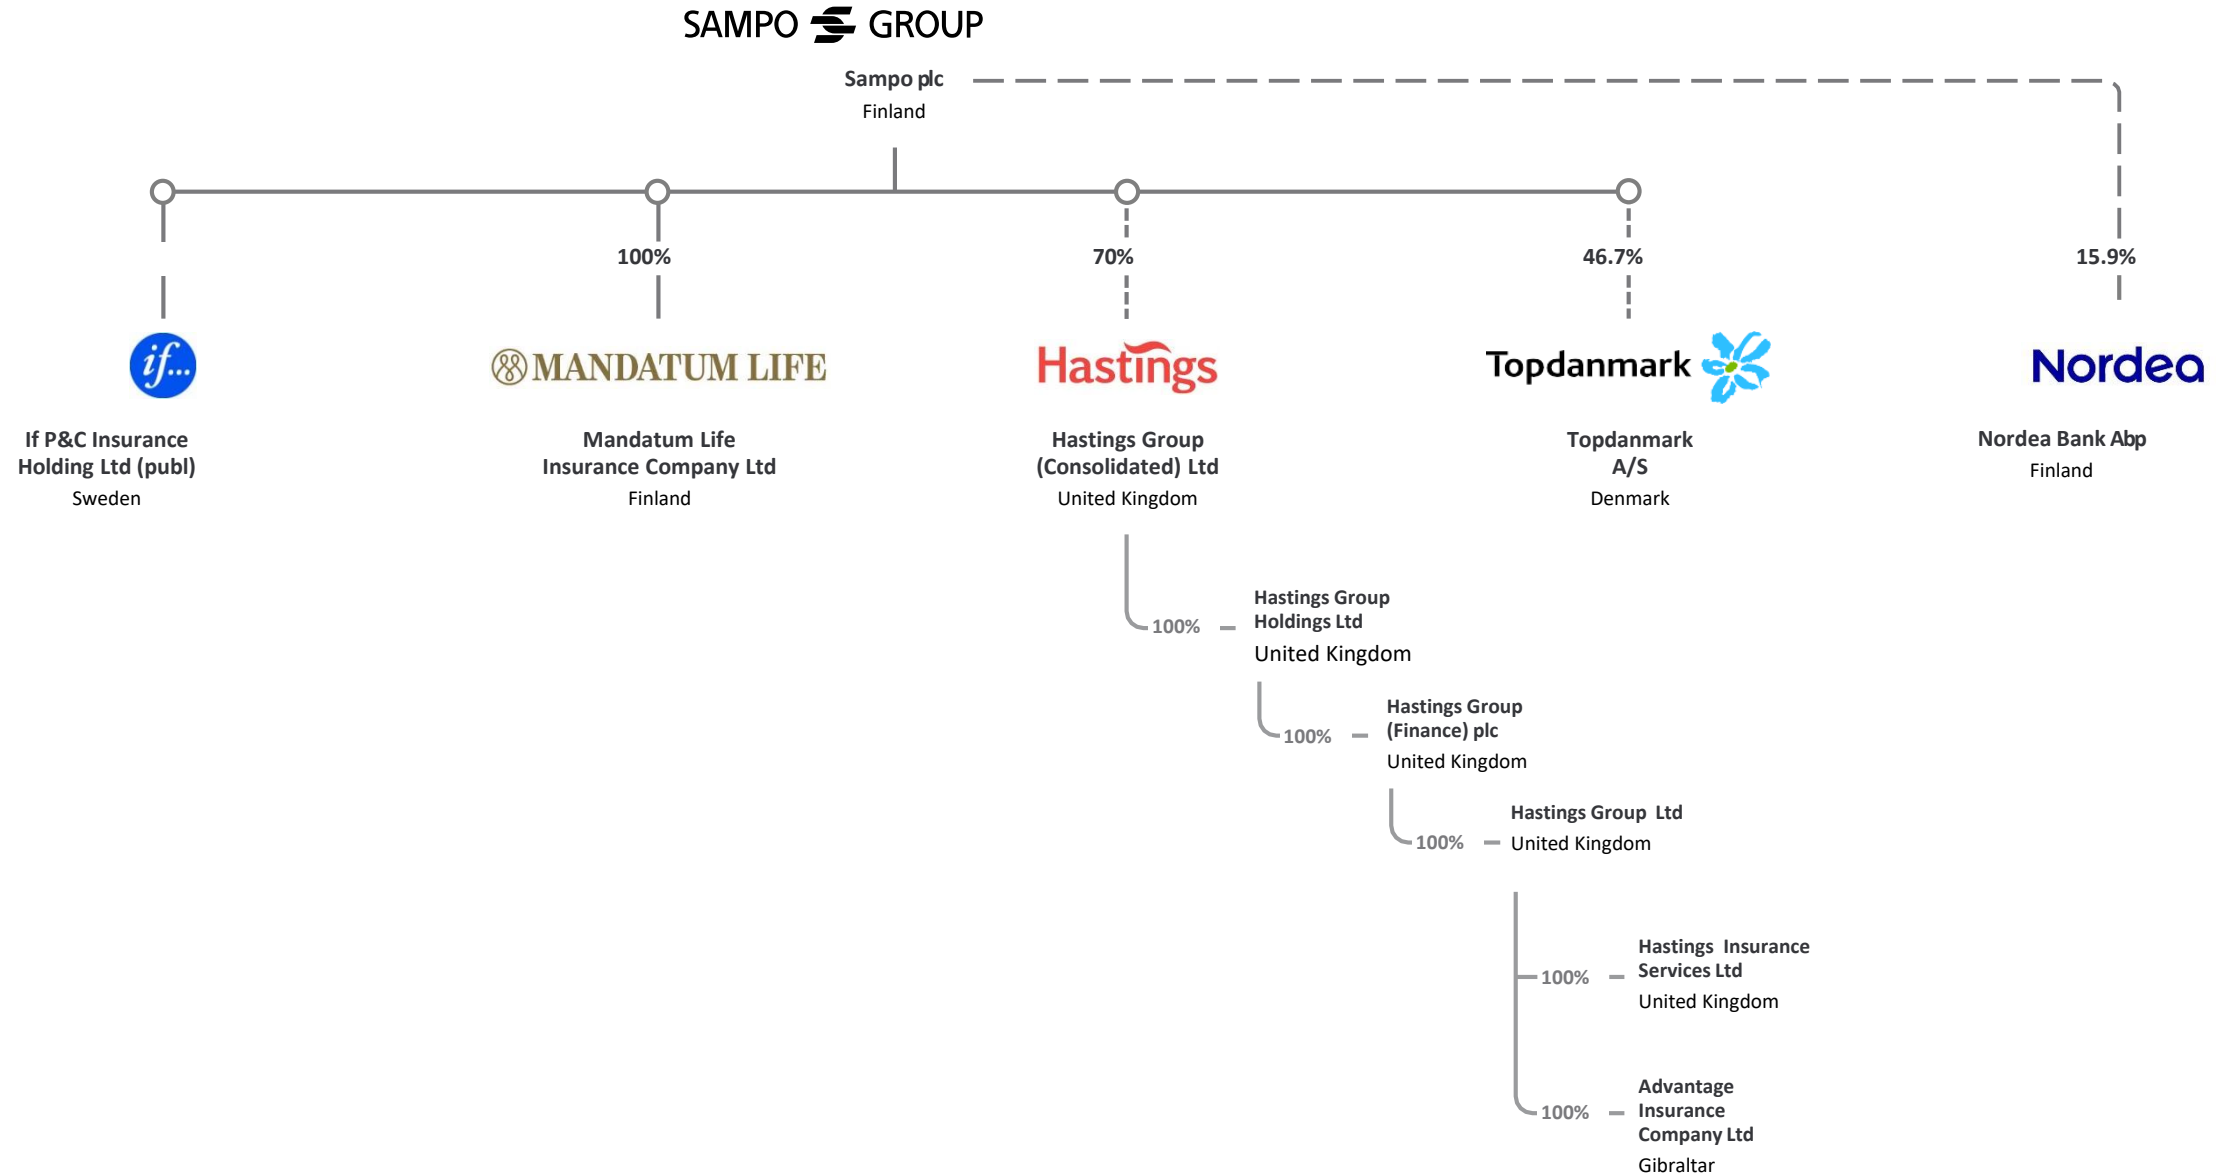 SAMPO GROUP
Sampo plc
Finland
100%
70%
46.7%
15.9%
if...
MANDATUM LIFE
Hastings
Topdanmark
Nordea
If P&C Insurance
Holding Ltd (publ)
Sweden
Mandatum Life
Insurance Company Ltd
Finland
Hastings Group
(Consolidated) Ltd
United Kingdom
Topdanmark
A/S
Denmark
Nordea Bank Abp
Finland
100%
Hastings Group
Holdings Ltd
United Kingdom
100%
Hastings Group
(Finance) plc
United Kingdom
100%
Hastings Group Ltd
United Kingdom
100%
Hastings Insurance
Services Ltd
United Kingdom
100%
Advantage
Insurance
Company Ltd
Gibraltar